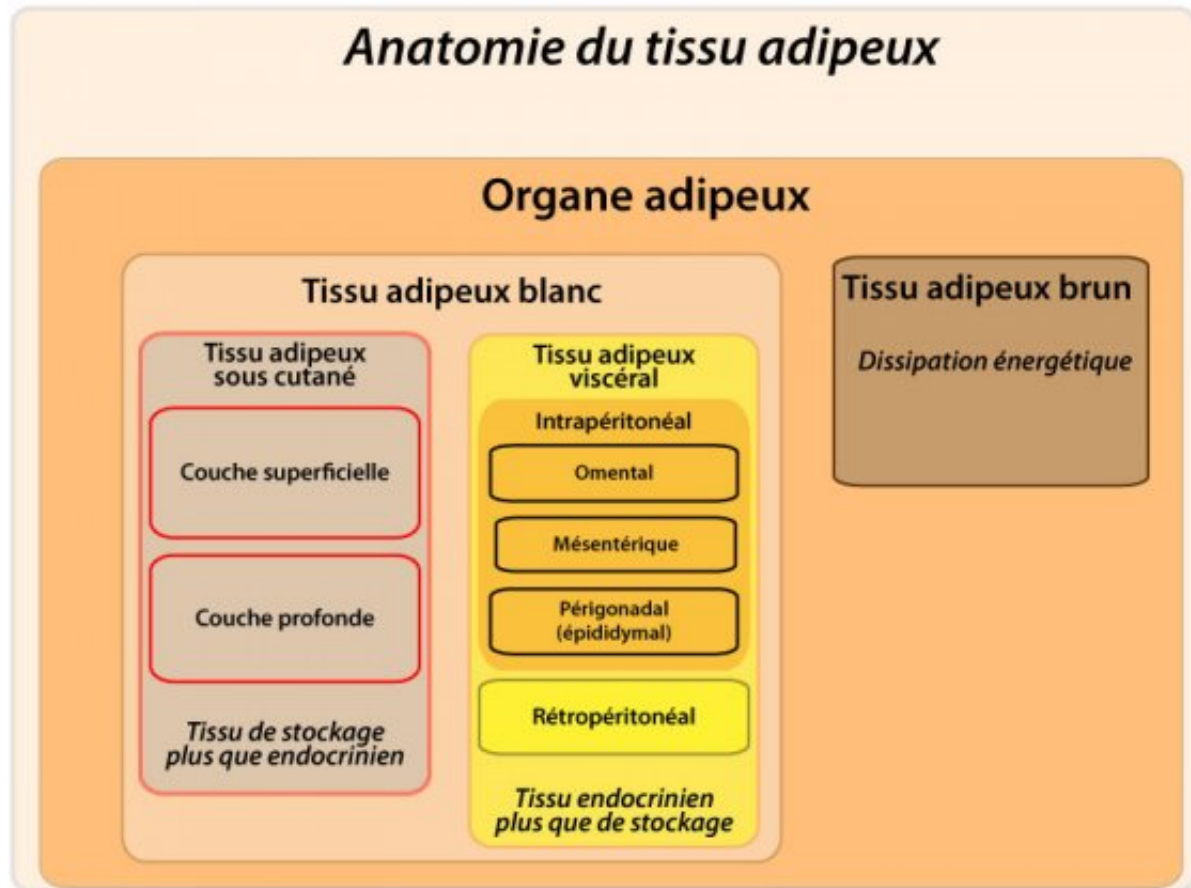 Anatomie du tissu adipeux
Organe adipeux
Tissu adipeux blanc
Tissu adipeux
sous cutané
Couche superficielle
Couche profonde
Tissu de stockage
plus que endocrinien
Tissu adipeux
viscéral
Intrapéritonéal
Omental
Mésentérique
Périgonadal
(épididymal)
Rétropéritonéal
Tissu endocrinien
plus que de stockage
Tissu adipeux brun
Dissipation énergétique